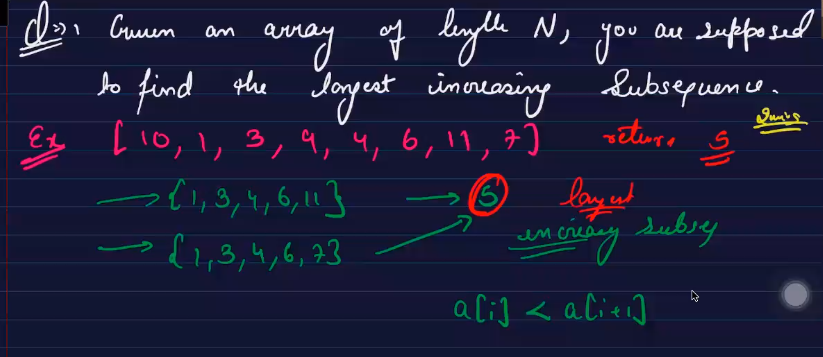 Q⇒1 Given an array of length N, you are supposed
to find the longest increasing Subsequence.
Ex [10, 1, 3, 9, 4, 6, 11, 7] return 5
→ {1, 3, 4, 6, 11} → 5 longest
→ {1, 3, 4, 6, 7} increasing subseq
a[i] < a[i+1]